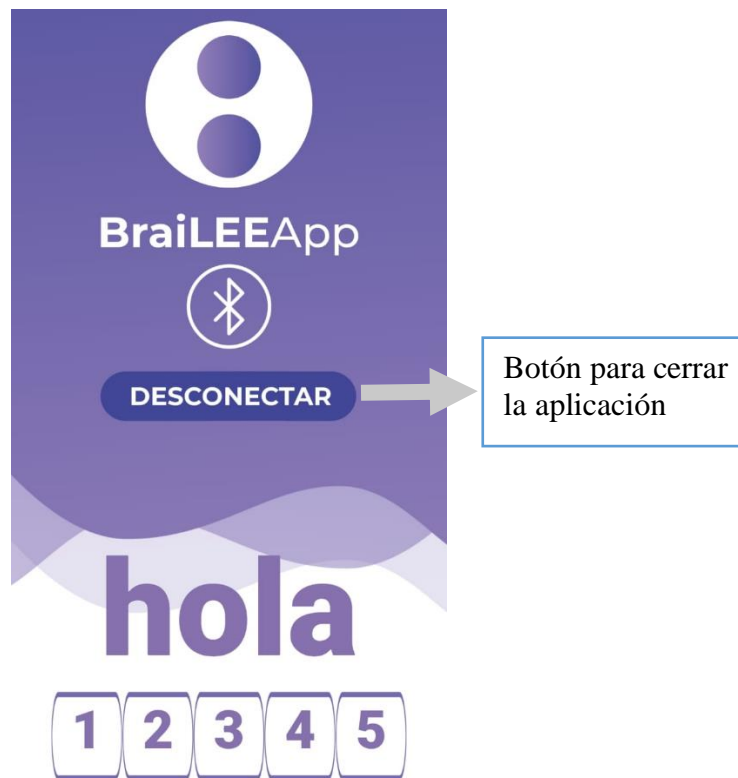 BraiLEEApp
DESCONECTAR
Botón para cerrar
la aplicación
hola
1 2 3 4 5